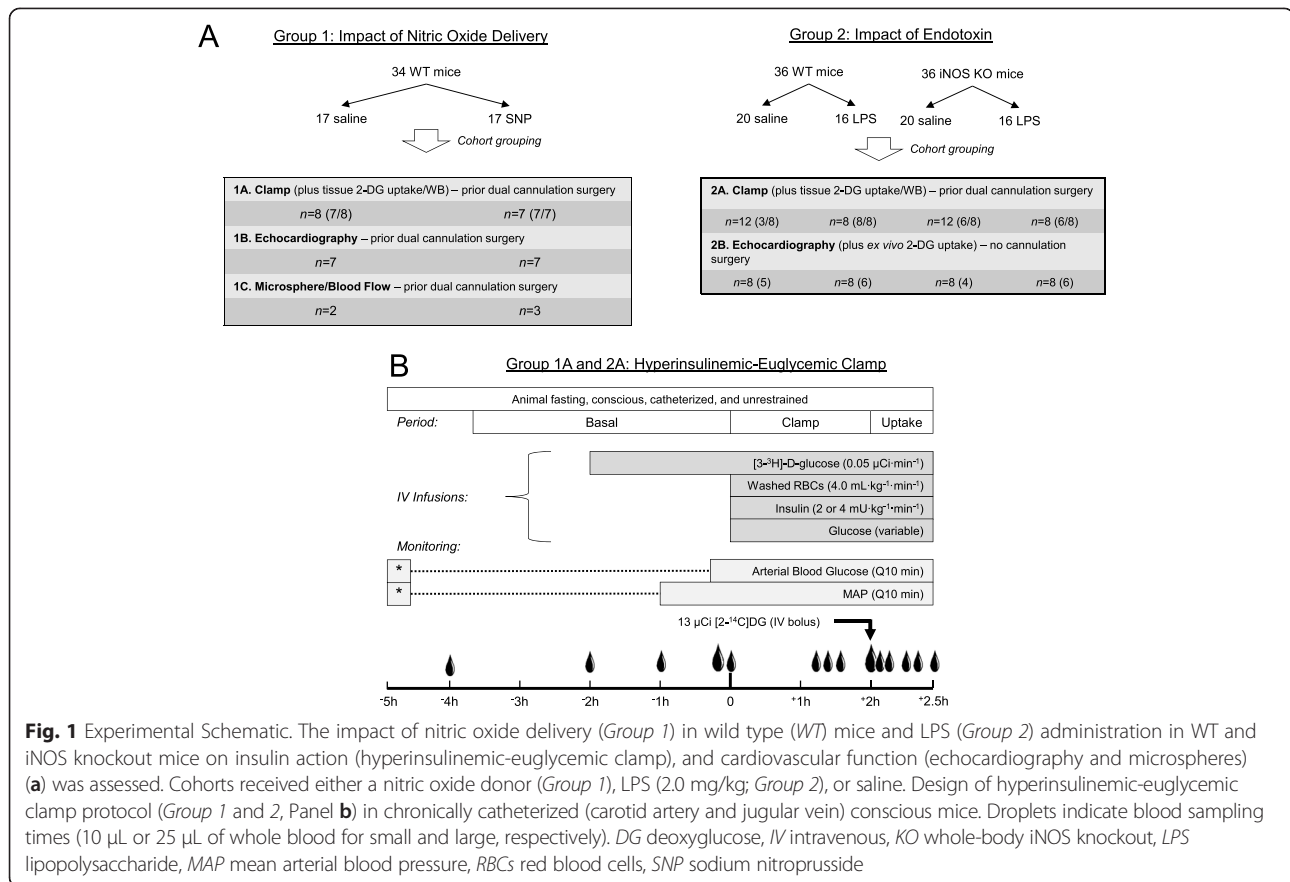 A
Group 1: Impact of Nitric Oxide Delivery
34 WT mice
17 saline 17 SNP
Cohort grouping
1A. Clamp (plus tissue 2-DG uptake/WB) – prior dual cannulation surgery
n=8 (7/8) n=7 (7/7)
1B. Echocardiography – prior dual cannulation surgery
n=7 n=7
1C. Microsphere/Blood Flow – prior dual cannulation surgery
n=2 n=3
Group 2: Impact of Endotoxin
36 WT mice 36 iNOS KO mice
20 saline 16 LPS 20 saline 16 LPS
Cohort grouping
2A. Clamp (plus tissue 2-DG uptake/WB) – prior dual cannulation surgery
n=12 (3/8) n=8 (8/8) n=12 (6/8) n=8 (6/8)
2B. Echocardiography (plus ex vivo 2-DG uptake) – no cannulation
surgery
n=8 (5) n=8 (6) n=8 (4) n=8 (6)
B
Group 1A and 2A: Hyperinsulinemic-Euglycemic Clamp
Animal fasting, conscious, catheterized, and unrestrained
Period: Basal Clamp Uptake
IV Infusions:
[3-³H]-D-glucose (0.05 µCi·min⁻¹)
Washed RBCs (4.0 mL·kg⁻¹·min⁻¹)
Insulin (2 or 4 mU·kg⁻¹·min⁻¹)
Glucose (variable)
Monitoring:
* Arterial Blood Glucose (Q10 min)
* MAP (Q10 min)
13 µCi [2-¹⁴C]DG (IV bolus)
-5h -4h -3h -2h -1h 0 +1h +2h +2.5h
Fig. 1 Experimental Schematic. The impact of nitric oxide delivery (Group 1) in wild type (WT) mice and LPS (Group 2) administration in WT and
iNOS knockout mice on insulin action (hyperinsulinemic-euglycemic clamp), and cardiovascular function (echocardiography and microspheres)
(a) was assessed. Cohorts received either a nitric oxide donor (Group 1), LPS (2.0 mg/kg; Group 2), or saline. Design of hyperinsulinemic-euglycemic
clamp protocol (Group 1 and 2, Panel b) in chronically catheterized (carotid artery and jugular vein) conscious mice. Droplets indicate blood sampling
times (10 µL or 25 µL of whole blood for small and large, respectively). DG deoxyglucose, IV intravenous, KO whole-body iNOS knockout, LPS
lipopolysaccharide, MAP mean arterial blood pressure, RBCs red blood cells, SNP sodium nitroprusside